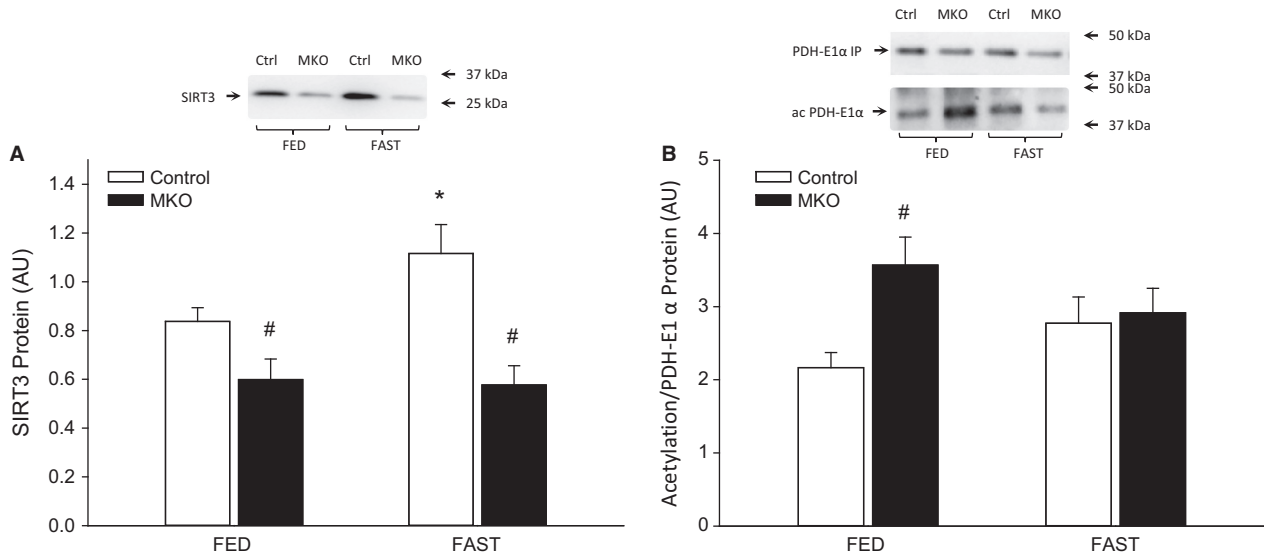 Ctrl MKO Ctrl MKO
37 kDa
SIRT3
25 kDa
FED FAST
A
Control
MKO
SIRT3 Protein (AU)
1.4
1.2
1.0
0.8
0.6
0.4
0.2
0.0
*
#
#
FED FAST
Ctrl MKO Ctrl MKO
50 kDa
PDH-E1α IP
37 kDa
50 kDa
ac PDH-E1α
37 kDa
FED FAST
B
Control
MKO
Acetylation/PDH-E1 α Protein (AU)
5
4
3
2
1
0
#
FED FAST